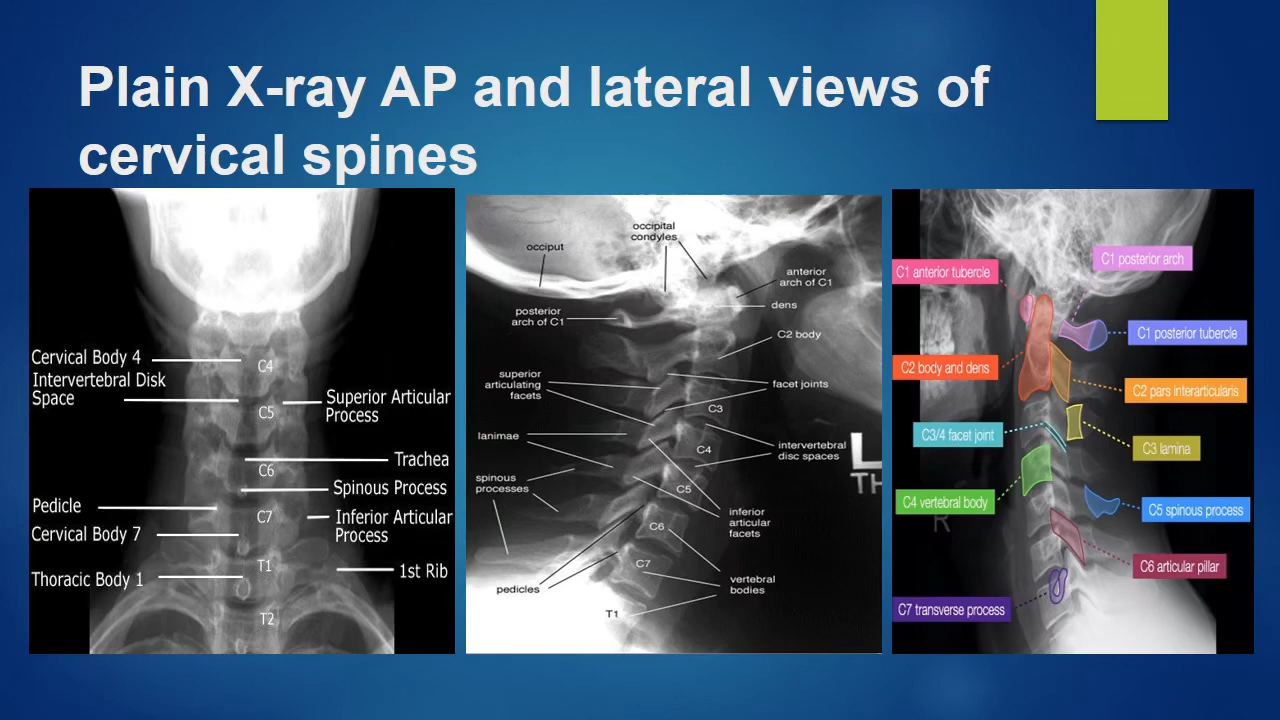 Plain X-ray AP and lateral views of
cervical spines
Cervical Body 4
Intervertebral Disk
Space
Pedicle
Cervical Body 7
Thoracic Body 1
C4
C5
C6
C7
T1
T2
Superior Articular
Process
Trachea
Spinous Process
Inferior Articular
Process
1st Rib
occiput
occipital
condyles
anterior
arch of C1
dens
posterior
arch of C1
C2 body
superior
articulating
facets
facet joints
C3
lanimae
C4
intervertebral
disc spaces
spinous
processes
C5
inferior
articular
facets
C6
C7
pedicles
vertebral
bodies
T1
L
TH
C1 posterior arch
C1 anterior tubercle
C1 posterior tubercle
C2 body and dens
C2 pars interarticularis
C3/4 facet joint
C3 lamina
C4 vertebral body
C5 spinous process
R
C6 articular pillar
C7 transverse process